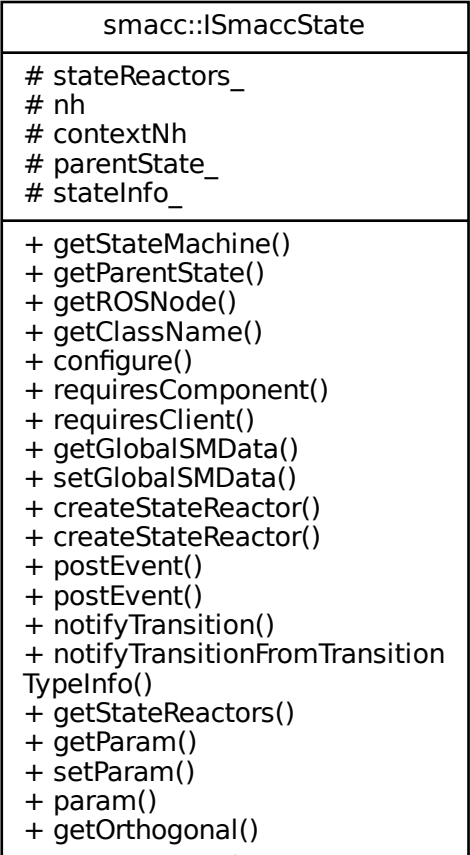 smacc::ISmaccState
# stateReactors_
# nh
# contextNh
# parentState_
# stateInfo_
+ getStateMachine()
+ getParentState()
+ getROSNode()
+ getClassName()
+ configure()
+ requiresComponent()
+ requiresClient()
+ getGlobalSMData()
+ setGlobalSMData()
+ createStateReactor()
+ createStateReactor()
+ postEvent()
+ postEvent()
+ notifyTransition()
+ notifyTransitionFromTransition
TypeInfo()
+ getStateReactors()
+ getParam()
+ setParam()
+ param()
+ getOrthogonal()